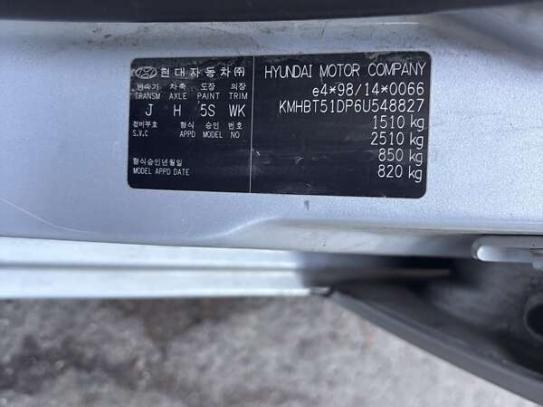 현대자동차㈜
변속기 차축 도장 의장
TRANSM AXLE PAINT TRIM
J H 5S WK
정비부호 형식 승인 번호
S.V.C APPD MODEL NO
형식승인년월일
MODEL APPD DATE
HYUNDAI MOTOR COMPANY
e4*98/14*0066
KMHBT51DP6U548827
1510 kg
2510 kg
850 kg
820 kg